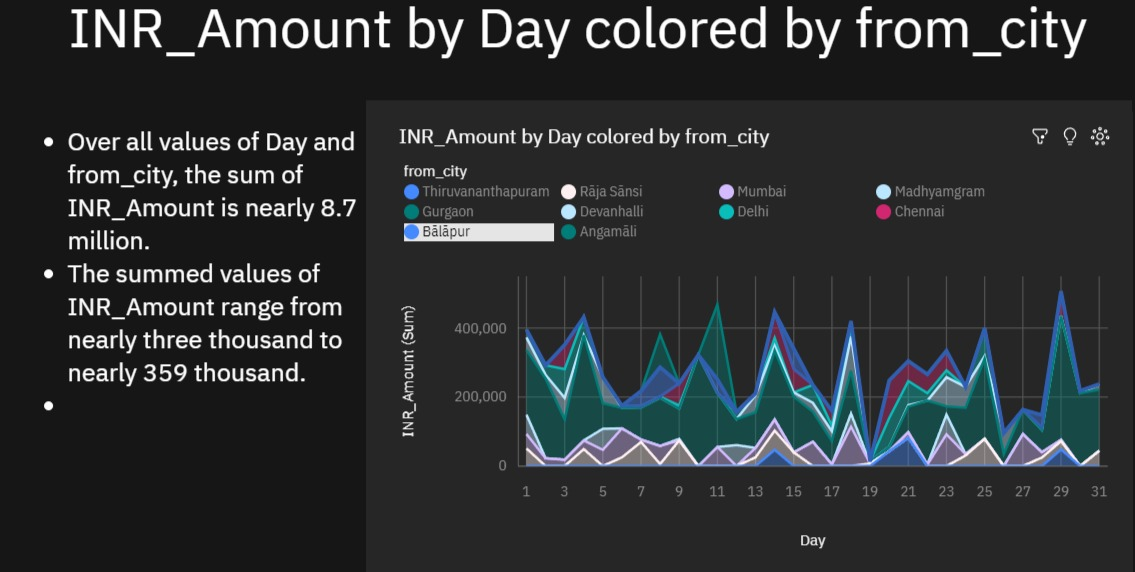 INR_Amount by Day colored by from_city
• Over all values of Day and
from_city, the sum of
INR_Amount is nearly 8.7
million.
• The summed values of
INR_Amount range from
nearly three thousand to
nearly 359 thousand.
•
INR_Amount by Day colored by from_city
from_city
Thiruvananthapuram Rāja Sānsi Mumbai Madhyamgram
Gurgaon Devanhalli Delhi Chennai
Bālāpur Angamāli
INR_Amount (Sum)
400,000
200,000
0
1 3 5 7 9 11 13 15 17 19 21 23 25 27 29 31
Day